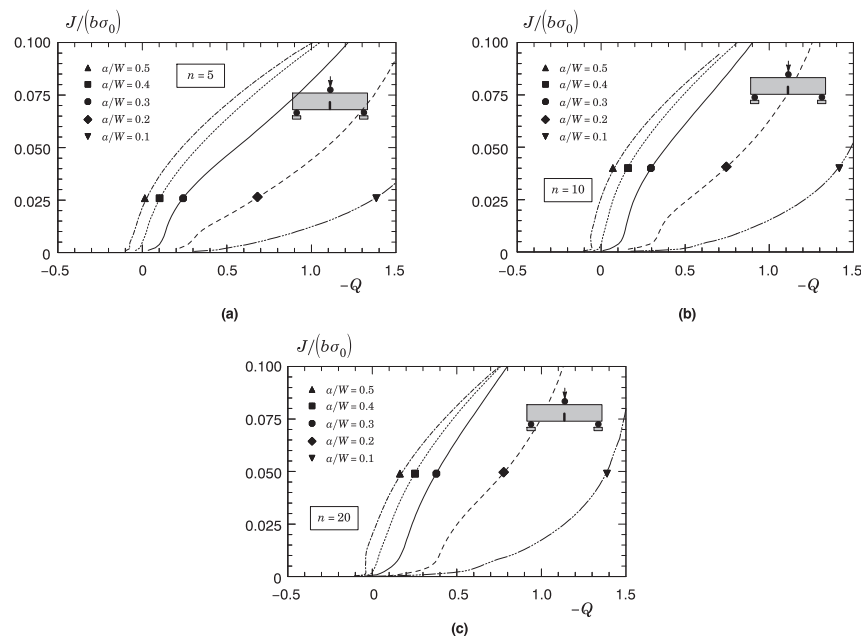 J/(bσ₀)
0.100
0.075
0.050
0.025
0
a/W = 0.5
a/W = 0.4
a/W = 0.3
a/W = 0.2
a/W = 0.1
n = 5
−0.5 0 0.5 1.0 1.5
−Q
(a)
J/(bσ₀)
0.100
0.075
0.050
0.025
0
a/W = 0.5
a/W = 0.4
a/W = 0.3
a/W = 0.2
a/W = 0.1
n = 10
−0.5 0 0.5 1.0 1.5
−Q
(b)
J/(bσ₀)
0.100
0.075
0.050
0.025
0
a/W = 0.5
a/W = 0.4
a/W = 0.3
a/W = 0.2
a/W = 0.1
n = 20
−0.5 0 0.5 1.0 1.5
−Q
(c)